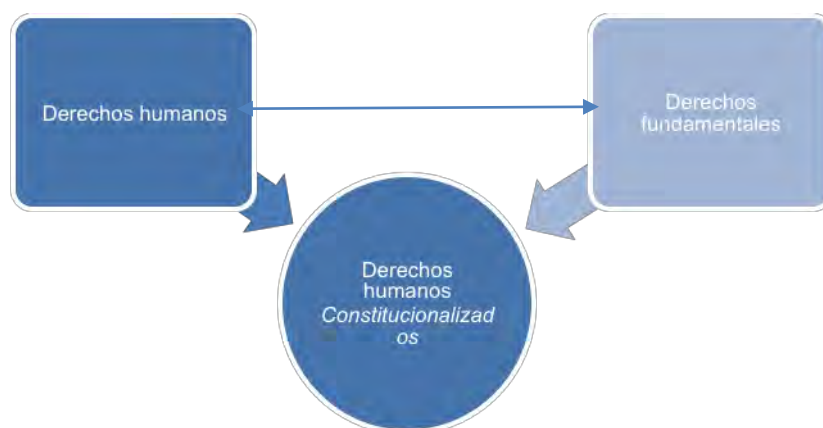 Derechos humanos
Derechos
fundamentales
Derechos
humanos
Constitucionalizad
os